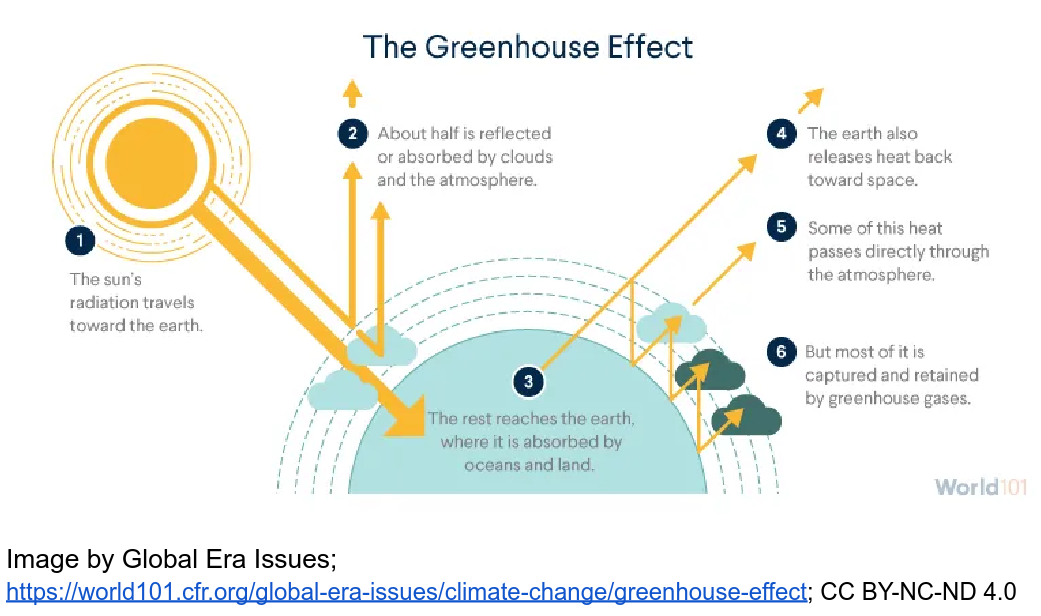 The Greenhouse Effect
1
The sun's
radiation travels
toward the earth.
2
About half is reflected
or absorbed by clouds
and the atmosphere.
3
The rest reaches the earth,
where it is absorbed by
oceans and land.
4
The earth also
releases heat back
toward space.
5
Some of this heat
passes directly through
the atmosphere.
6
But most of it is
captured and retained
by greenhouse gases.
World101
Image by Global Era Issues;
https://world101.cfr.org/global-era-issues/climate-change/greenhouse-effect; CC BY-NC-ND 4.0